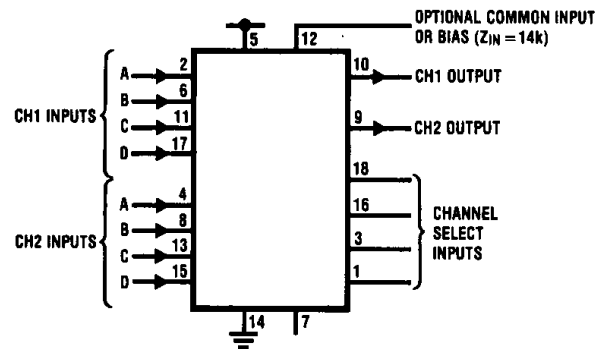 OPTIONAL COMMON INPUT
OR BIAS (ZIN = 14k)
5
12
CH1 INPUTS
A 2
B 6
C 11
D 17
10 CH1 OUTPUT
9 CH2 OUTPUT
CH2 INPUTS
A 4
B 8
C 13
D 15
18
16
3
1
CHANNEL
SELECT
INPUTS
14
7